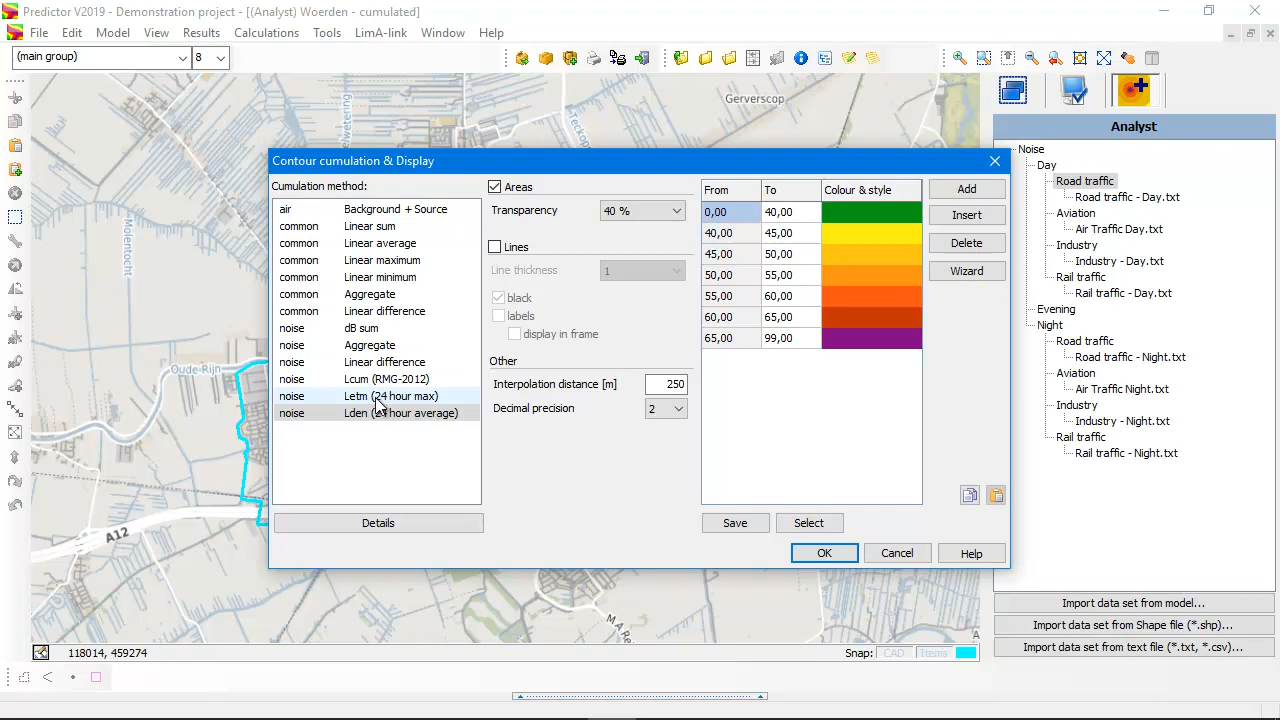 Predictor V2019 - Demonstration project - [(Analyst) Woerden - cumulated]
File Edit Model View Results Calculations Tools LimA-link Window Help
(main group) 8
Gerverscop
Teckop
Molentocht
Oude Rijn
A12
Contour cumulation & Display
Cumulation method:
air Background + Source
common Linear sum
common Linear average
common Linear maximum
common Linear minimum
common Aggregate
common Linear difference
noise dB sum
noise Aggregate
noise Linear difference
noise Lcum (RMG-2012)
noise Letm (24 hour max)
noise Lden (24 hour average)
Details
Areas
Transparency 40 %
Lines
Line thickness 1
black
labels
display in frame
Other
Interpolation distance [m] 250
Decimal precision 2
From To Colour & style
0,00 40,00
40,00 45,00
45,00 50,00
50,00 55,00
55,00 60,00
60,00 65,00
65,00 99,00
Add
Insert
Delete
Wizard
Save Select
OK Cancel Help
Analyst
Noise
Day
Road traffic
Road traffic - Day.txt
Aviation
Air Traffic Day.txt
Industry
Industry - Day.txt
Rail traffic
Rail traffic - Day.txt
Evening
Night
Road traffic
Road traffic - Night.txt
Aviation
Air Traffic Night.txt
Industry
Industry - Night.txt
Rail traffic
Rail traffic - Night.txt
Import data set from model...
Import data set from Shape file (*.shp)...
Import data set from text file (*.txt, *.csv)...
118014, 459274
Snap: CAD Items